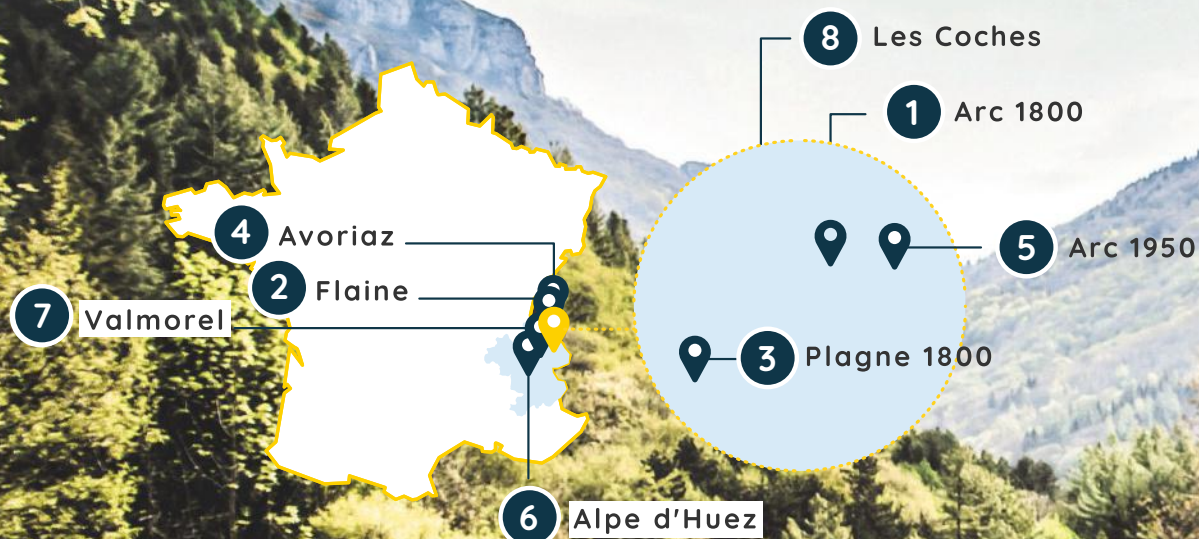 8 Les Coches
1 Arc 1800
4 Avoriaz
5 Arc 1950
2 Flaine
7 Valmorel
3 Plagne 1800
6 Alpe d'Huez